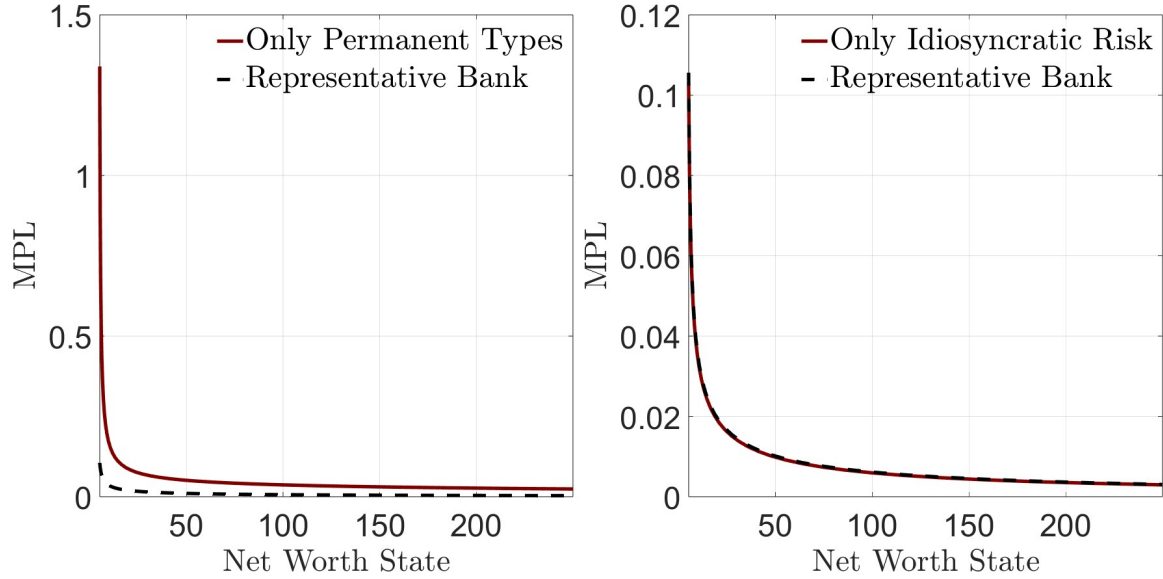 1.5
1
0.5
0
MPL
Only Permanent Types
Representative Bank
50
100
150
200
Net Worth State
0.12
0.1
0.08
0.06
0.04
0.02
0
MPL
Only Idiosyncratic Risk
Representative Bank
50
100
150
200
Net Worth State